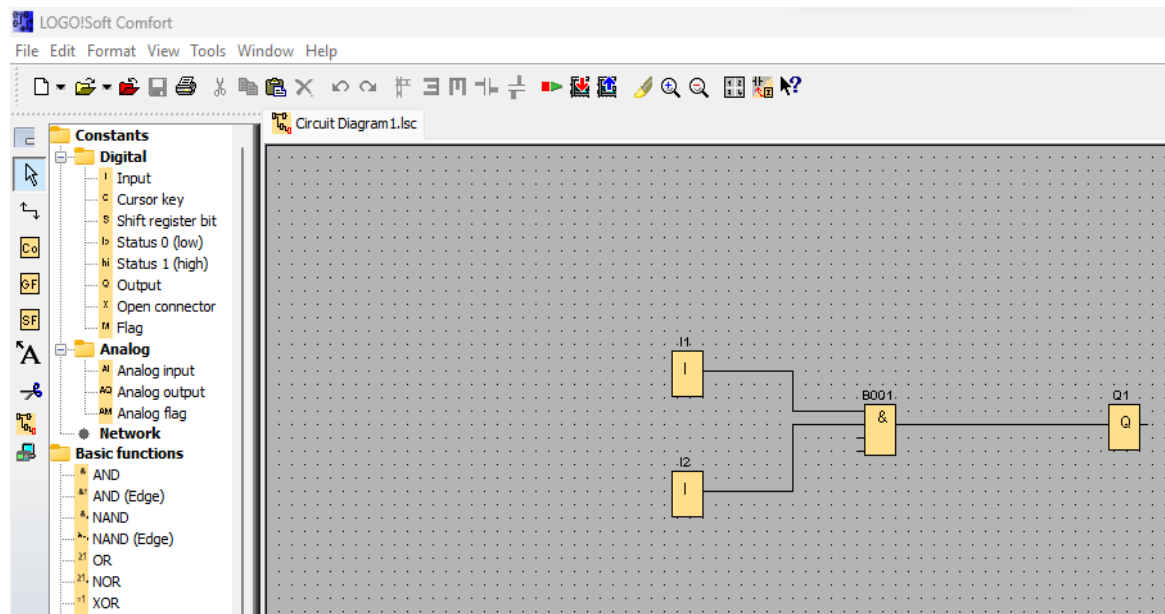 LOGO!Soft Comfort
File Edit Format View Tools Window Help
Circuit Diagram1.lsc
Constants
Digital
I Input
C Cursor key
S Shift register bit
lo Status 0 (low)
hi Status 1 (high)
Q Output
X Open connector
M Flag
Analog
AI Analog input
AQ Analog output
AM Analog flag
Network
Basic functions
& AND
AND (Edge)
NAND
NAND (Edge)
≥1 OR
≥1 NOR
=1 XOR
Co
GF
SF
A
I1
I
I2
I
B001
&
Q1
Q